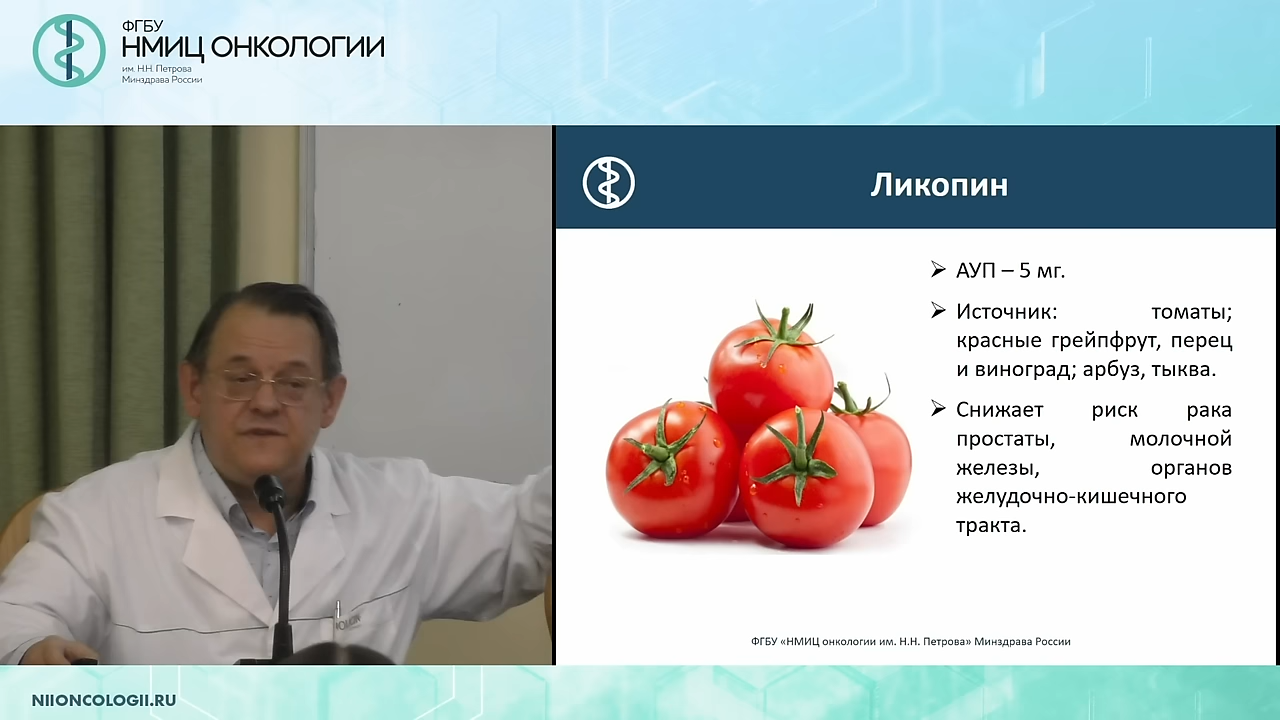 ФГБУ
НМИЦ ОНКОЛОГИИ
им. Н.Н. Петрова
Минздрава России
Ликопин
АУП – 5 мг.
Источник: томаты;
красные грейпфрут, перец
и виноград; арбуз, тыква.
Снижает риск рака
простаты, молочной
железы, органов
желудочно-кишечного
тракта.
ФГБУ «НМИЦ онкологии им. Н.Н. Петрова» Минздрава России
NIIONCOLOGII.RU